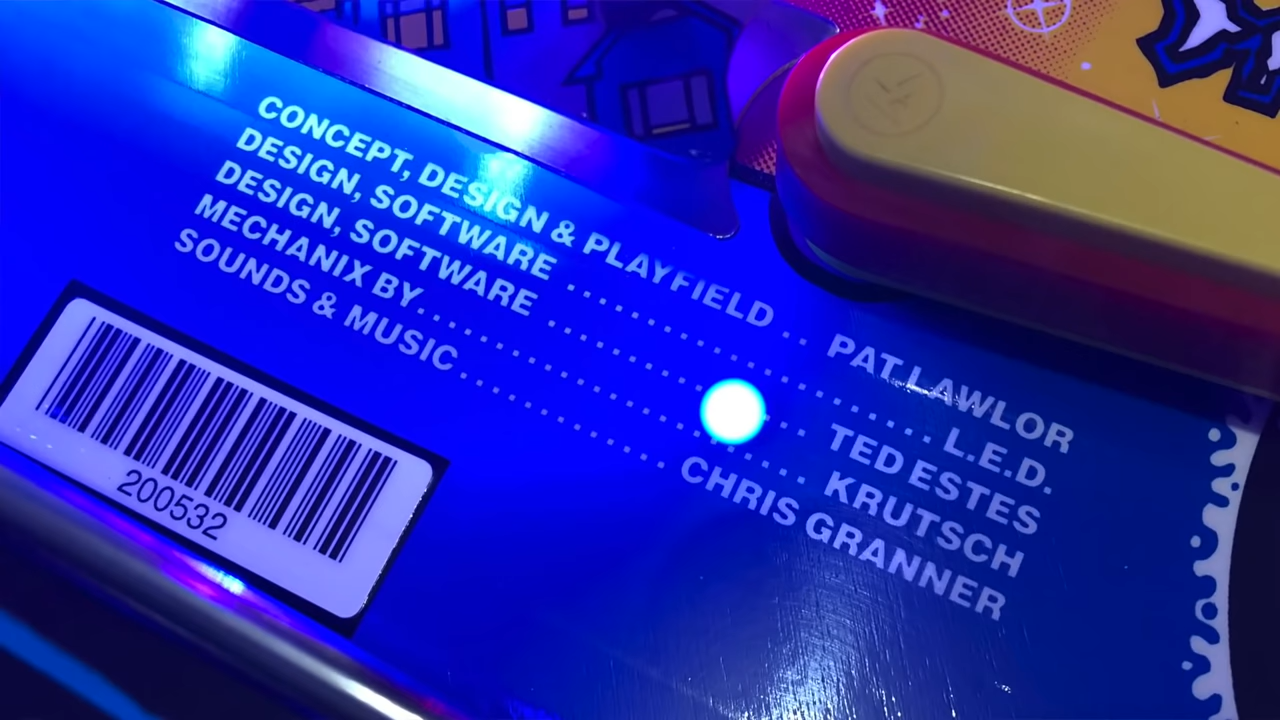 CONCEPT, DESIGN & PLAYFIELD .. PAT LAWLOR
DESIGN, SOFTWARE .................... L.E.D.
DESIGN, SOFTWARE .............. TED ESTES
MECHANIX BY......................... KRUTSCH
SOUNDS & MUSIC............... CHRIS GRANNER
200532